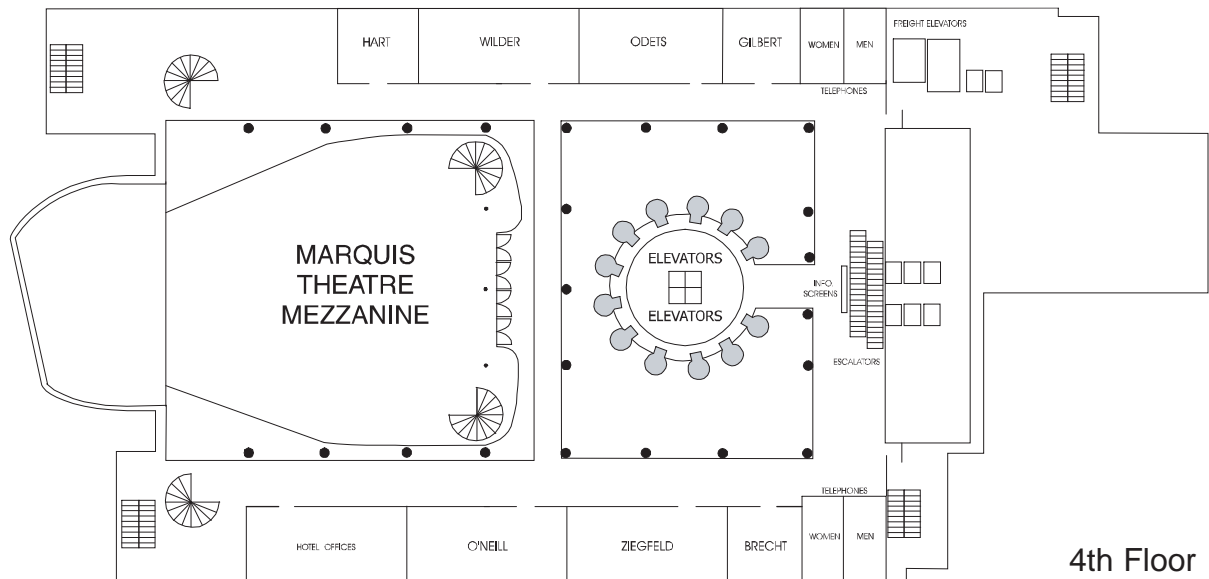 HART
WILDER
ODETS
GILBERT
WOMEN
MEN
FREIGHT ELEVATORS
TELEPHONES
MARQUIS
THEATRE
MEZZANINE
ELEVATORS
ELEVATORS
INFO.
SCREENS
ESCALATORS
TELEPHONES
HOTEL OFFICES
O'NEILL
ZIEGFELD
BRECHT
WOMEN
MEN
4th Floor